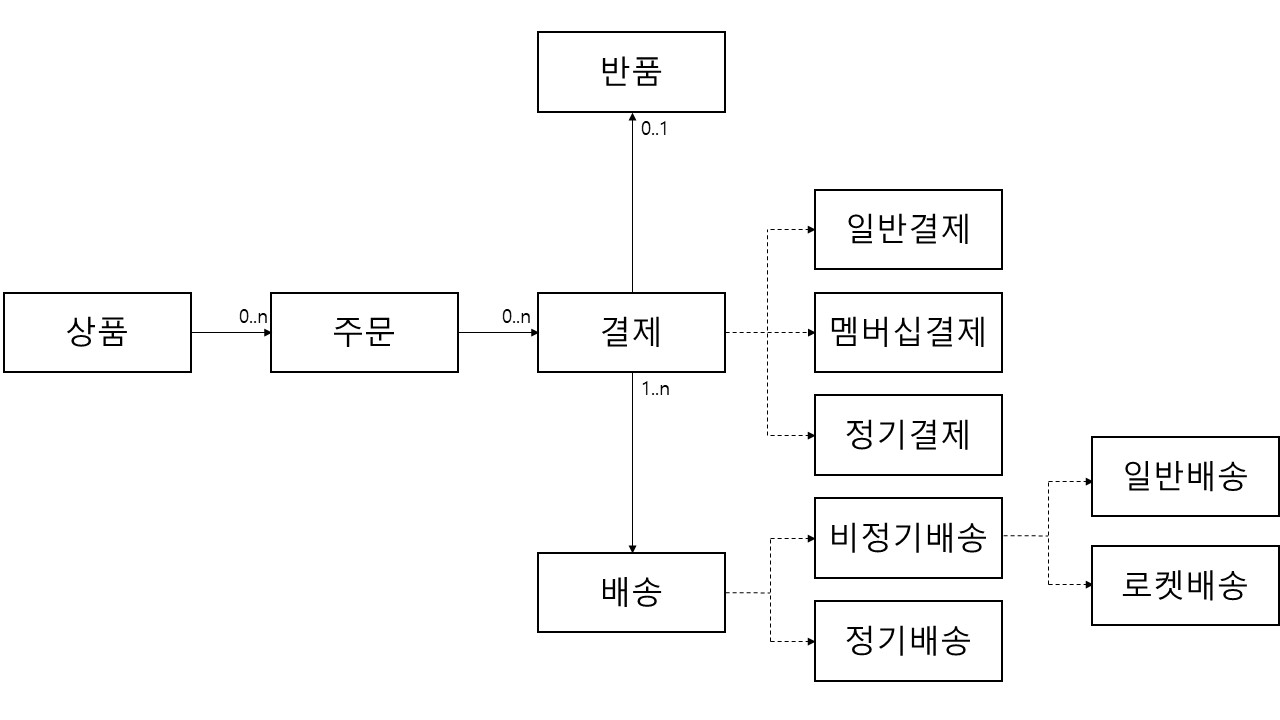 반품
0..1
일반결제
상품
0..n
주문
0..n
결제
멤버십결제
1..n
정기결제
일반배송
비정기배송
로켓배송
배송
정기배송